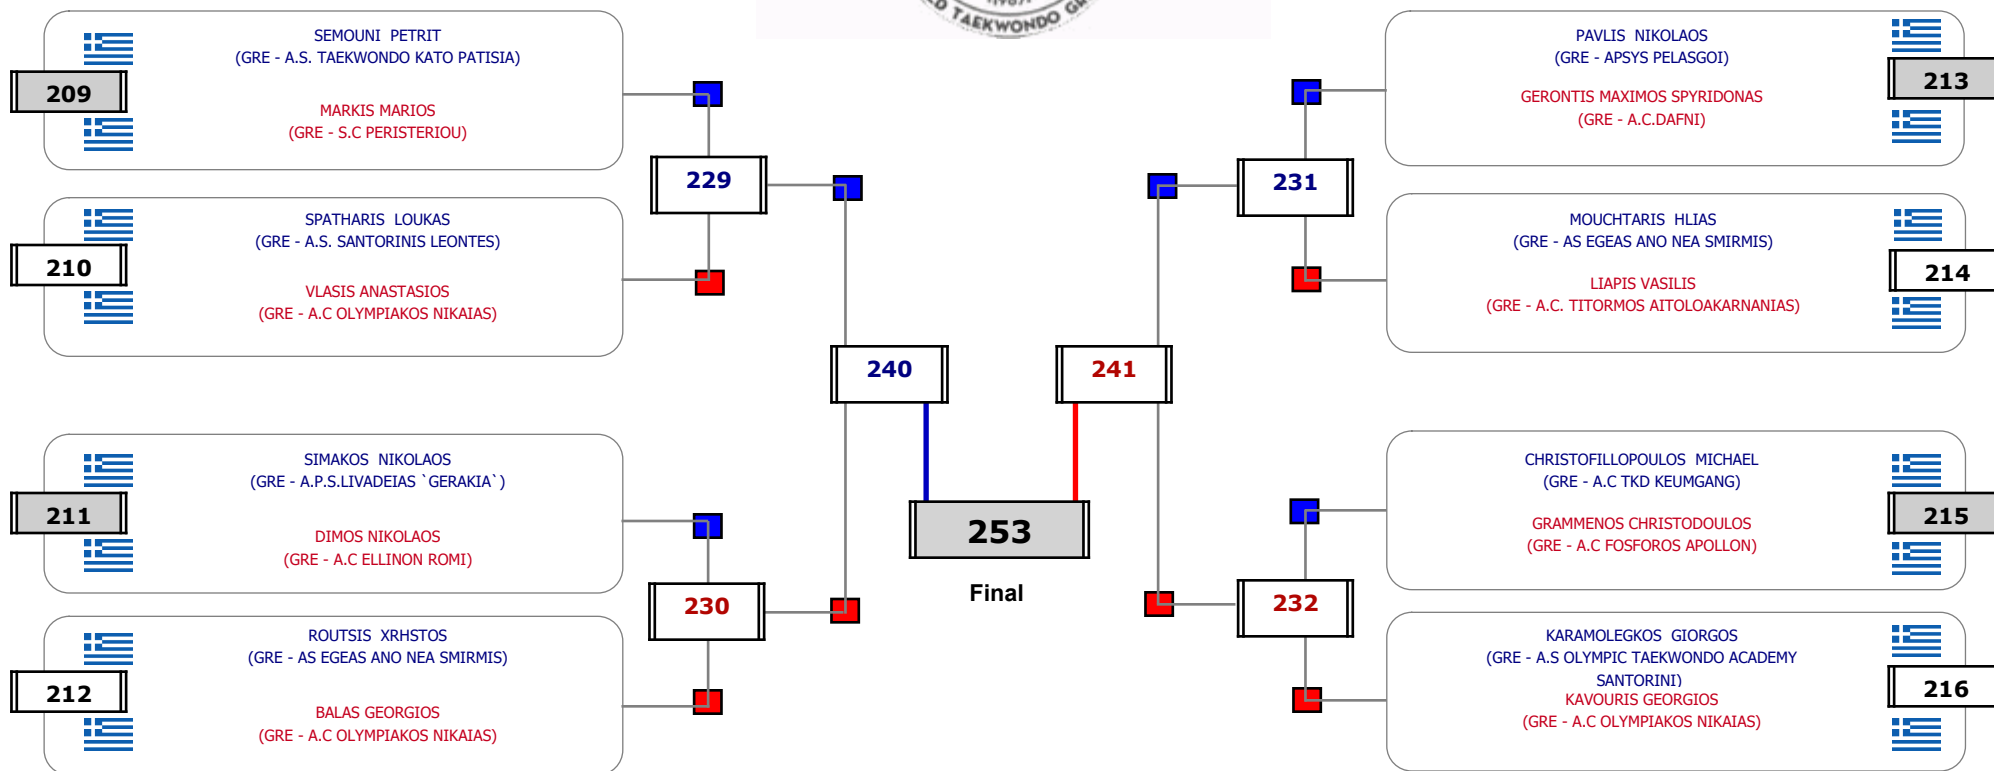 TAEKWONDO
SEMOUNI PETRIT
(GRE - A.S. TAEKWONDO KATO PATISIA)
209
MARKIS MARIOS
(GRE - S.C PERISTERIOU)
229
SPATHARIS LOUKAS
(GRE - A.S. SANTORINIS LEONTES)
210
VLASIS ANASTASIOS
(GRE - A.C OLYMPIAKOS NIKAIAS)
240
SIMAKOS NIKOLAOS
(GRE - A.P.S.LIVADEIAS `GERAKIA`)
211
DIMOS NIKOLAOS
(GRE - A.C ELLINON ROMI)
230
ROUTSIS XRHSTOS
(GRE - AS EGEAS ANO NEA SMIRMIS)
212
BALAS GEORGIOS
(GRE - A.C OLYMPIAKOS NIKAIAS)
253
Final
PAVLIS NIKOLAOS
(GRE - APSYS PELASGOI)
213
GERONTIS MAXIMOS SPYRIDONAS
(GRE - A.C.DAFNI)
231
MOUCHTARIS HLIAS
(GRE - AS EGEAS ANO NEA SMIRMIS)
214
LIAPIS VASILIS
(GRE - A.C. TITORMOS AITOLOAKARNANIAS)
241
CHRISTOFILLOPOULOS MICHAEL
(GRE - A.C TKD KEUMGANG)
215
GRAMMENOS CHRISTODOULOS
(GRE - A.C FOSFOROS APOLLON)
232
KARAMOLEGKOS GIORGOS
(GRE - A.S OLYMPIC TAEKWONDO ACADEMY
SANTORINI)
216
KAVOURIS GEORGIOS
(GRE - A.C OLYMPIAKOS NIKAIAS)